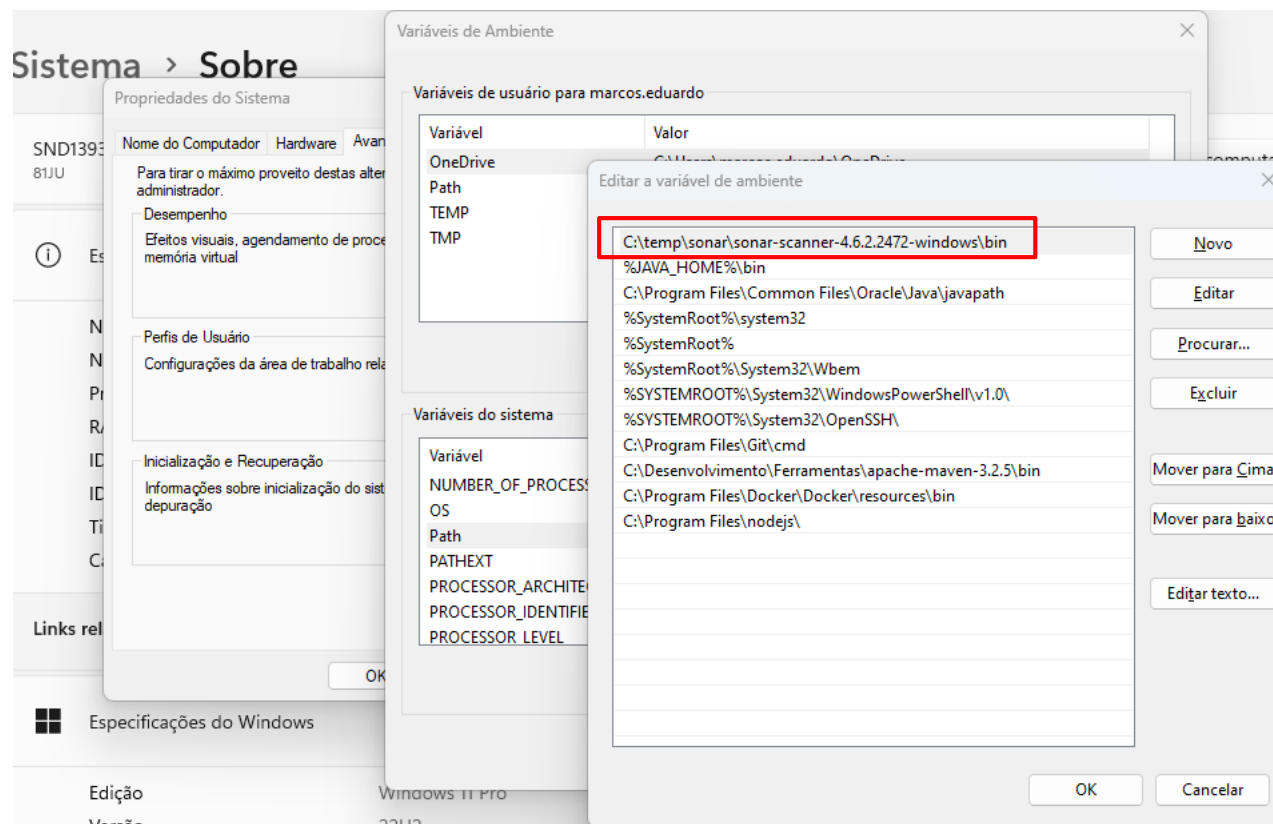 Sistema > Sobre
SND1393
81JU
Links rel
Especificações do Windows
Edição
Windows 11 Pro
Propriedades do Sistema
Nome do Computador
Hardware
Avan
Para tirar o máximo proveito destas alter
administrador.
Desempenho
Efeitos visuais, agendamento de proce
memória virtual
Perfis de Usuário
Configurações da área de trabalho rela
Inicialização e Recuperação
Informações sobre inicialização do sist
depuração
OK
Variáveis de Ambiente
Variáveis de usuário para marcos.eduardo
Variável
Valor
OneDrive
C:\Users\marcos.eduardo\OneDrive
Path
TEMP
TMP
Variáveis do sistema
Variável
NUMBER_OF_PROCESS
OS
Path
PATHEXT
PROCESSOR_ARCHITE
PROCESSOR_IDENTIFIE
PROCESSOR_LEVEL
Editar a variável de ambiente
C:\temp\sonar\sonar-scanner-4.6.2.2472-windows\bin
%JAVA_HOME%\bin
C:\Program Files\Common Files\Oracle\Java\javapath
%SystemRoot%\system32
%SystemRoot%
%SystemRoot%\System32\Wbem
%SYSTEMROOT%\System32\WindowsPowerShell\v1.0\
%SYSTEMROOT%\System32\OpenSSH\
C:\Program Files\Git\cmd
C:\Desenvolvimento\Ferramentas\apache-maven-3.2.5\bin
C:\Program Files\Docker\Docker\resources\bin
C:\Program Files\nodejs\
Novo
Editar
Procurar...
Excluir
Mover para Cima
Mover para baixo
Editar texto...
OK
Cancelar